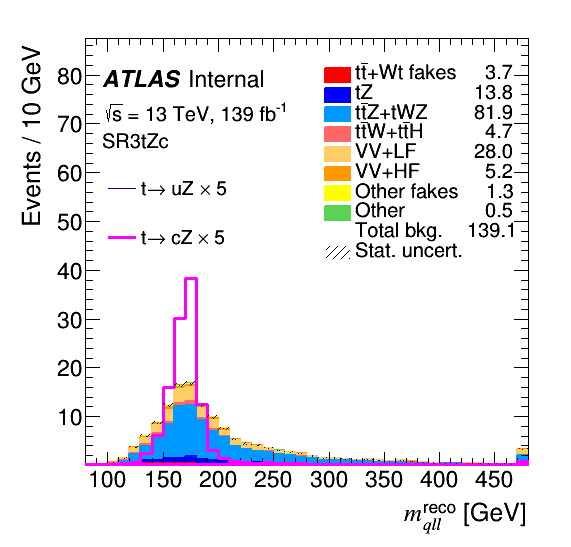 Events / 10 GeV
80
70
60
50
40
30
20
10
ATLAS Internal
√s = 13 TeV, 139 fb⁻¹
SR3tZc
t→ uZ × 5
t→ cZ × 5
tt̄+Wt fakes 3.7
tZ 13.8
tt̄Z+tWZ 81.9
tt̄W+tt̄H 4.7
VV+LF 28.0
VV+HF 5.2
Other fakes 1.3
Other 0.5
Total bkg. 139.1
Stat. uncert.
100 150 200 250 300 350 400 450
m_qll^reco [GeV]